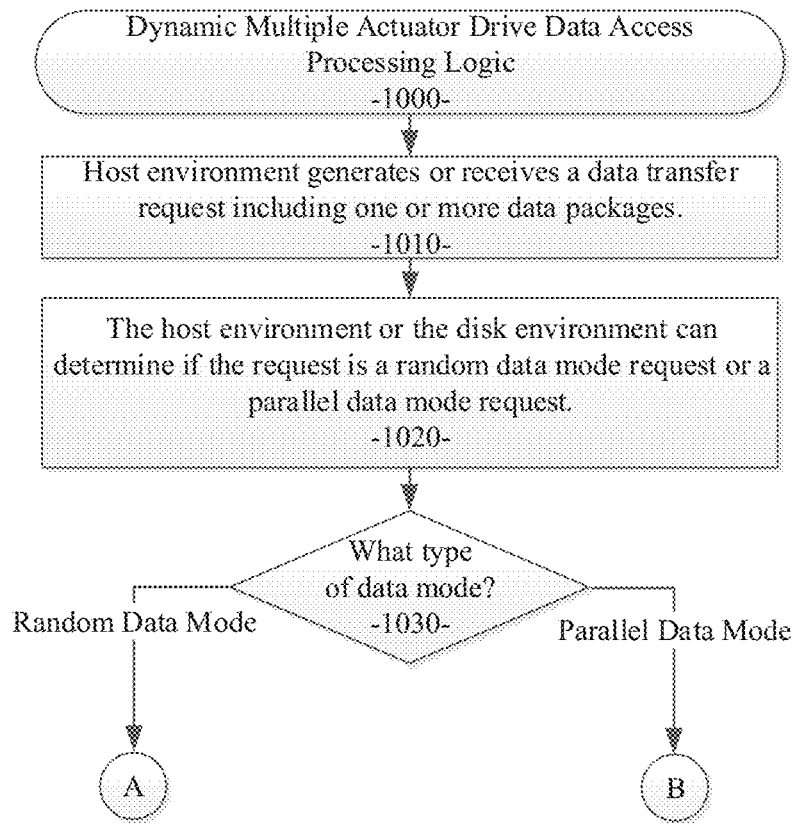 Dynamic Multiple Actuator Drive Data Access
Processing Logic
-1000-
Host environment generates or receives a data transfer
request including one or more data packages.
-1010-
The host environment or the disk environment can
determine if the request is a random data mode request or a
parallel data mode request.
-1020-
What type
of data mode?
-1030-
Random Data Mode
Parallel Data Mode
A
B